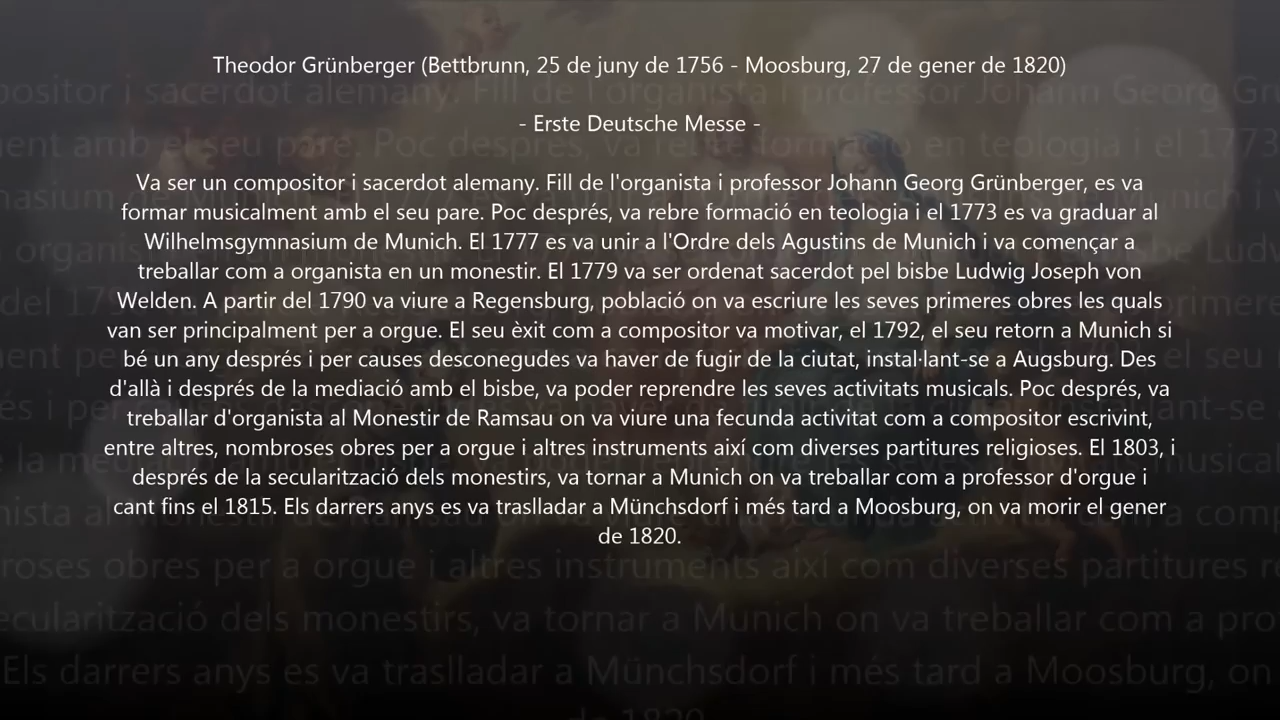 Theodor Grünberger (Bettbrunn, 25 de juny de 1756 - Moosburg, 27 de gener de 1820)
- Erste Deutsche Messe -
Va ser un compositor i sacerdot alemany. Fill de l'organista i professor Johann Georg Grünberger, es va
formar musicalment amb el seu pare. Poc després, va rebre formació en teologia i el 1773 es va graduar al
Wilhelmsgymnasium de Munich. El 1777 es va unir a l'Ordre dels Agustins de Munich i va començar a
treballar com a organista en un monestir. El 1779 va ser ordenat sacerdot pel bisbe Ludwig Joseph von
Welden. A partir del 1790 va viure a Regensburg, població on va escriure les seves primeres obres les quals
van ser principalment per a orgue. El seu èxit com a compositor va motivar, el 1792, el seu retorn a Munich si
bé un any després i per causes desconegudes va haver de fugir de la ciutat, instal·lant-se a Augsburg. Des
d'allà i després de la mediació amb el bisbe, va poder reprendre les seves activitats musicals. Poc després, va
treballar d'organista al Monestir de Ramsau on va viure una fecunda activitat com a compositor escrivint,
entre altres, nombroses obres per a orgue i altres instruments així com diverses partitures religioses. El 1803, i
després de la secularització dels monestirs, va tornar a Munich on va treballar com a professor d'orgue i
cant fins el 1815. Els darrers anys es va traslladar a Münchsdorf i més tard a Moosburg, on va morir el gener
de 1820.